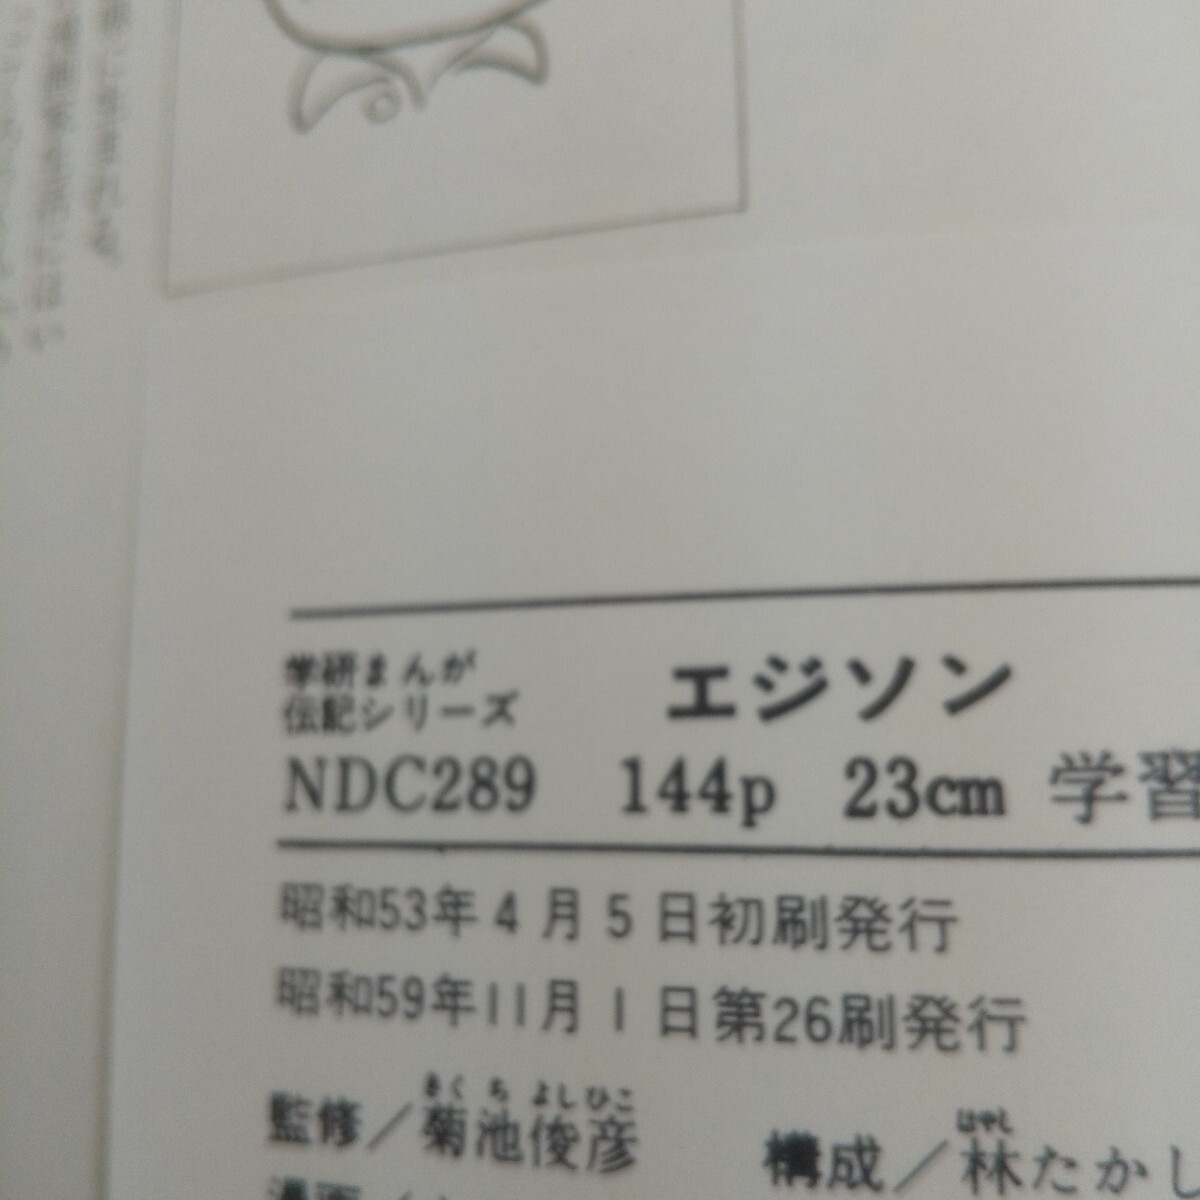 学研まんが
伝記シリーズ
エジソン
NDC289 144p 23cm 学習
昭和53年4月5日初刷発行
昭和59年11月1日第26刷発行
きくちよしひこ
監修/菊池俊彦
はやし
構成/林たかし
漫画/